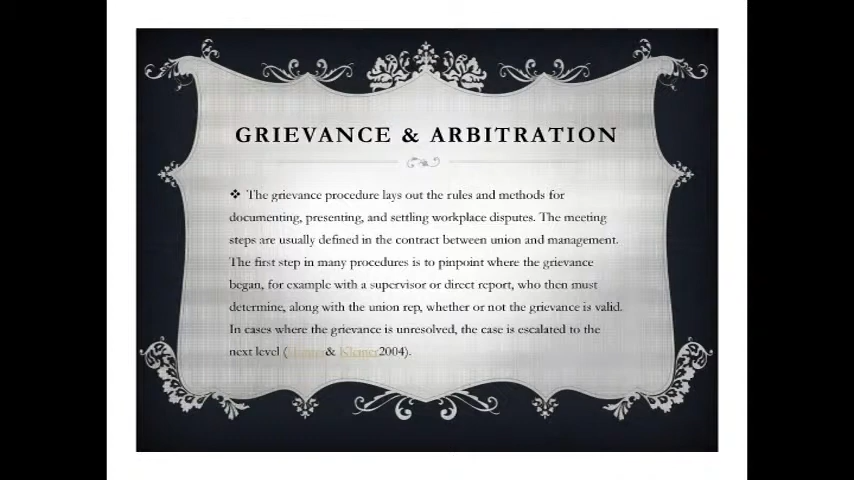 GRIEVANCE & ARBITRATION
❖ The grievance procedure lays out the rules and methods for
documenting, presenting, and settling workplace disputes. The meeting
steps are usually defined in the contract between union and management.
The first step in many procedures is to pinpoint where the grievance
began, for example with a supervisor or direct report, who then must
determine, along with the union rep, whether or not the grievance is valid.
In cases where the grievance is unresolved, the case is escalated to the
next level (& Kleiner2004).